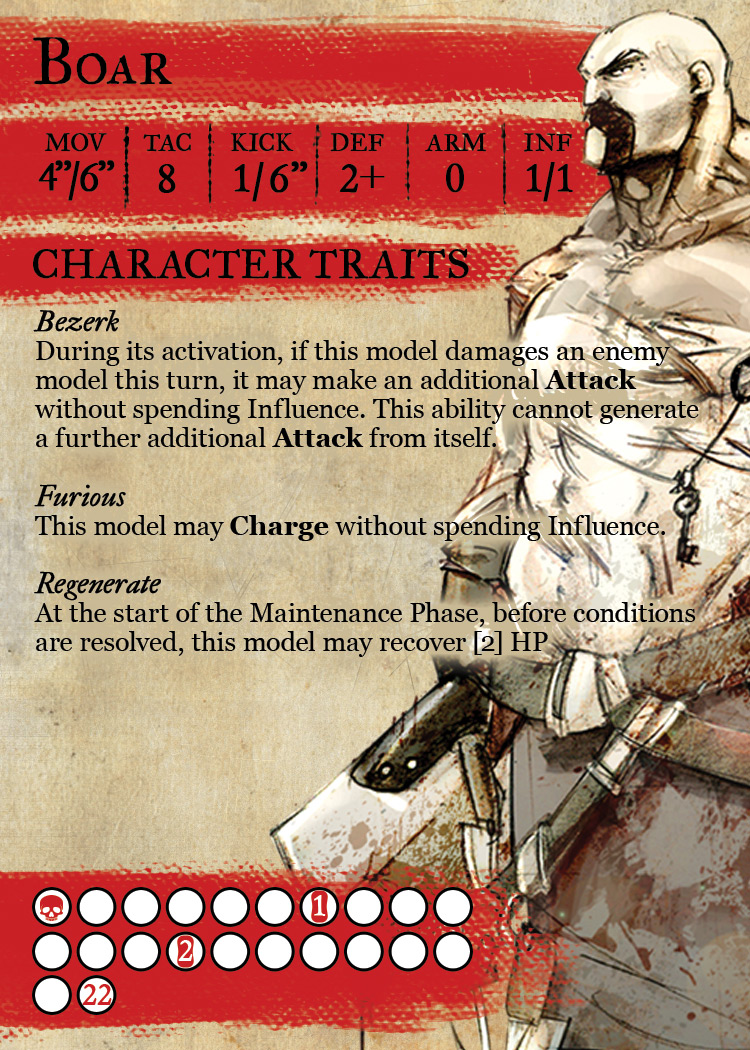 Boar
MOV TAC KICK DEF ARM INF
4”/6” 8 1/6” 2+ 0 1/1
CHARACTER TRAITS
Bezerk
During its activation, if this model damages an enemy
model this turn, it may make an additional Attack
without spending Influence. This ability cannot generate
a further additional Attack from itself.
Furious
This model may Charge without spending Influence.
Regenerate
At the start of the Maintenance Phase, before conditions
are resolved, this model may recover [2] HP
1
2
22